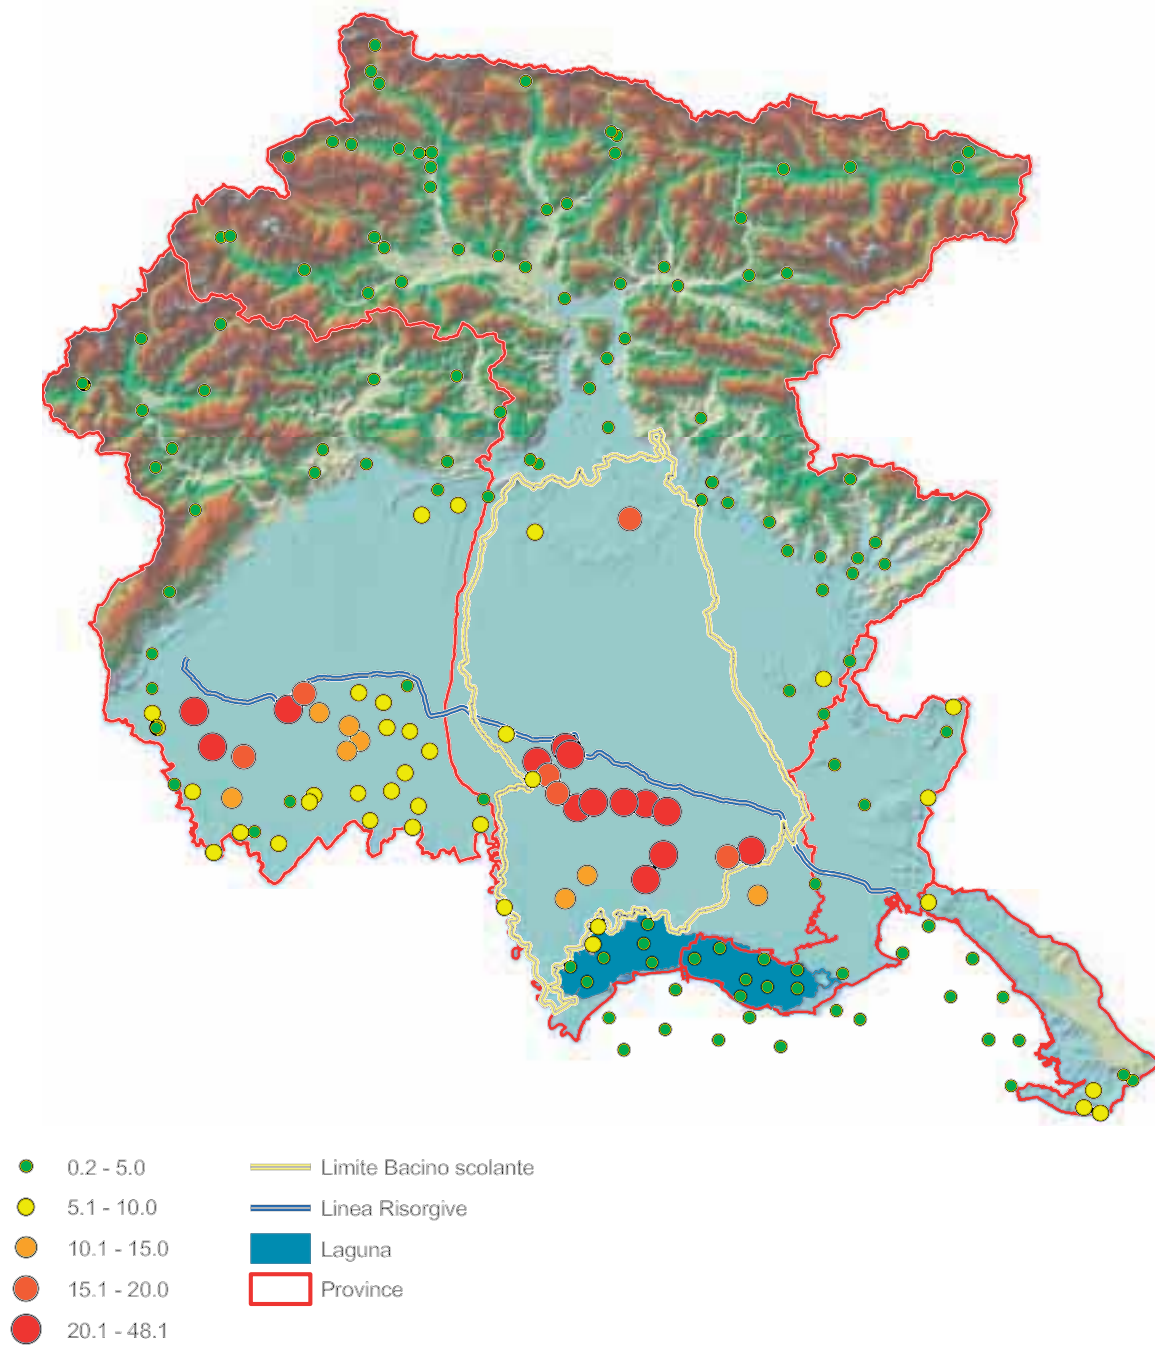 0.2 - 5.0
5.1 - 10.0
10.1 - 15.0
15.1 - 20.0
20.1 - 48.1
Limite Bacino scolante
Linea Risorgive
Laguna
Province